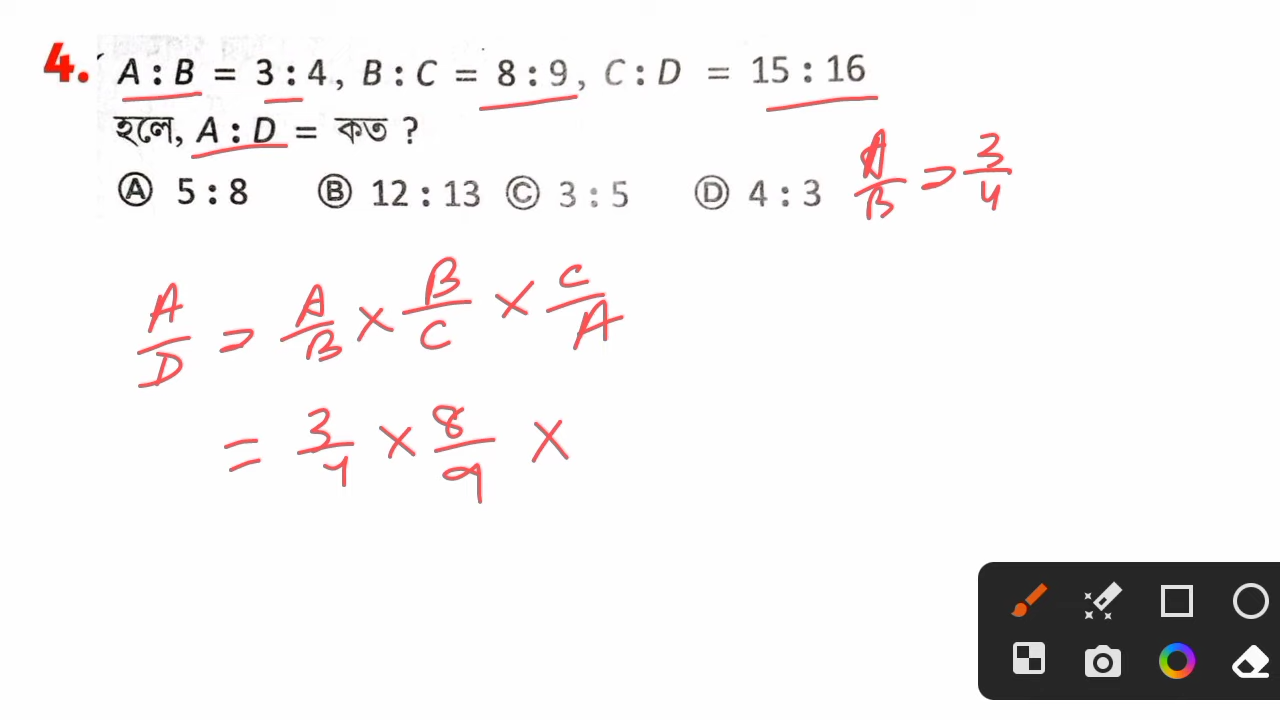 4. A : B = 3 : 4, B : C = 8 : 9, C : D = 15 : 16
হলে, A : D = কত ?
Ⓐ 5 : 8 Ⓑ 12 : 13 Ⓒ 3 : 5 Ⓓ 4 : 3
A/B = 3/4
A/D = A/B × B/C × C/A
= 3/4 × 8/9 ×